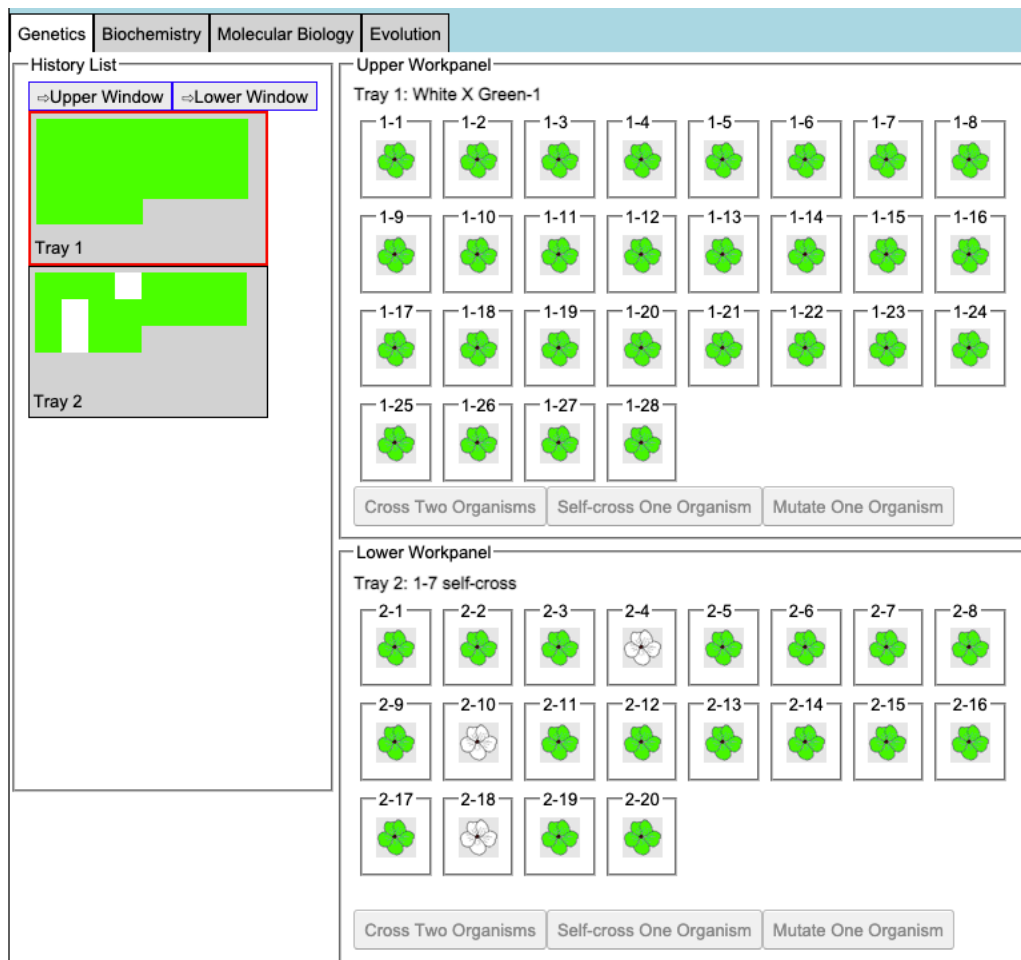 Genetics Biochemistry Molecular Biology Evolution
History List
⇨Upper Window ⇨Lower Window
Tray 1
Tray 2
Upper Workpanel
Tray 1: White X Green-1
1-1 1-2 1-3 1-4 1-5 1-6 1-7 1-8
1-9 1-10 1-11 1-12 1-13 1-14 1-15 1-16
1-17 1-18 1-19 1-20 1-21 1-22 1-23 1-24
1-25 1-26 1-27 1-28
Cross Two Organisms Self-cross One Organism Mutate One Organism
Lower Workpanel
Tray 2: 1-7 self-cross
2-1 2-2 2-3 2-4 2-5 2-6 2-7 2-8
2-9 2-10 2-11 2-12 2-13 2-14 2-15 2-16
2-17 2-18 2-19 2-20
Cross Two Organisms Self-cross One Organism Mutate One Organism